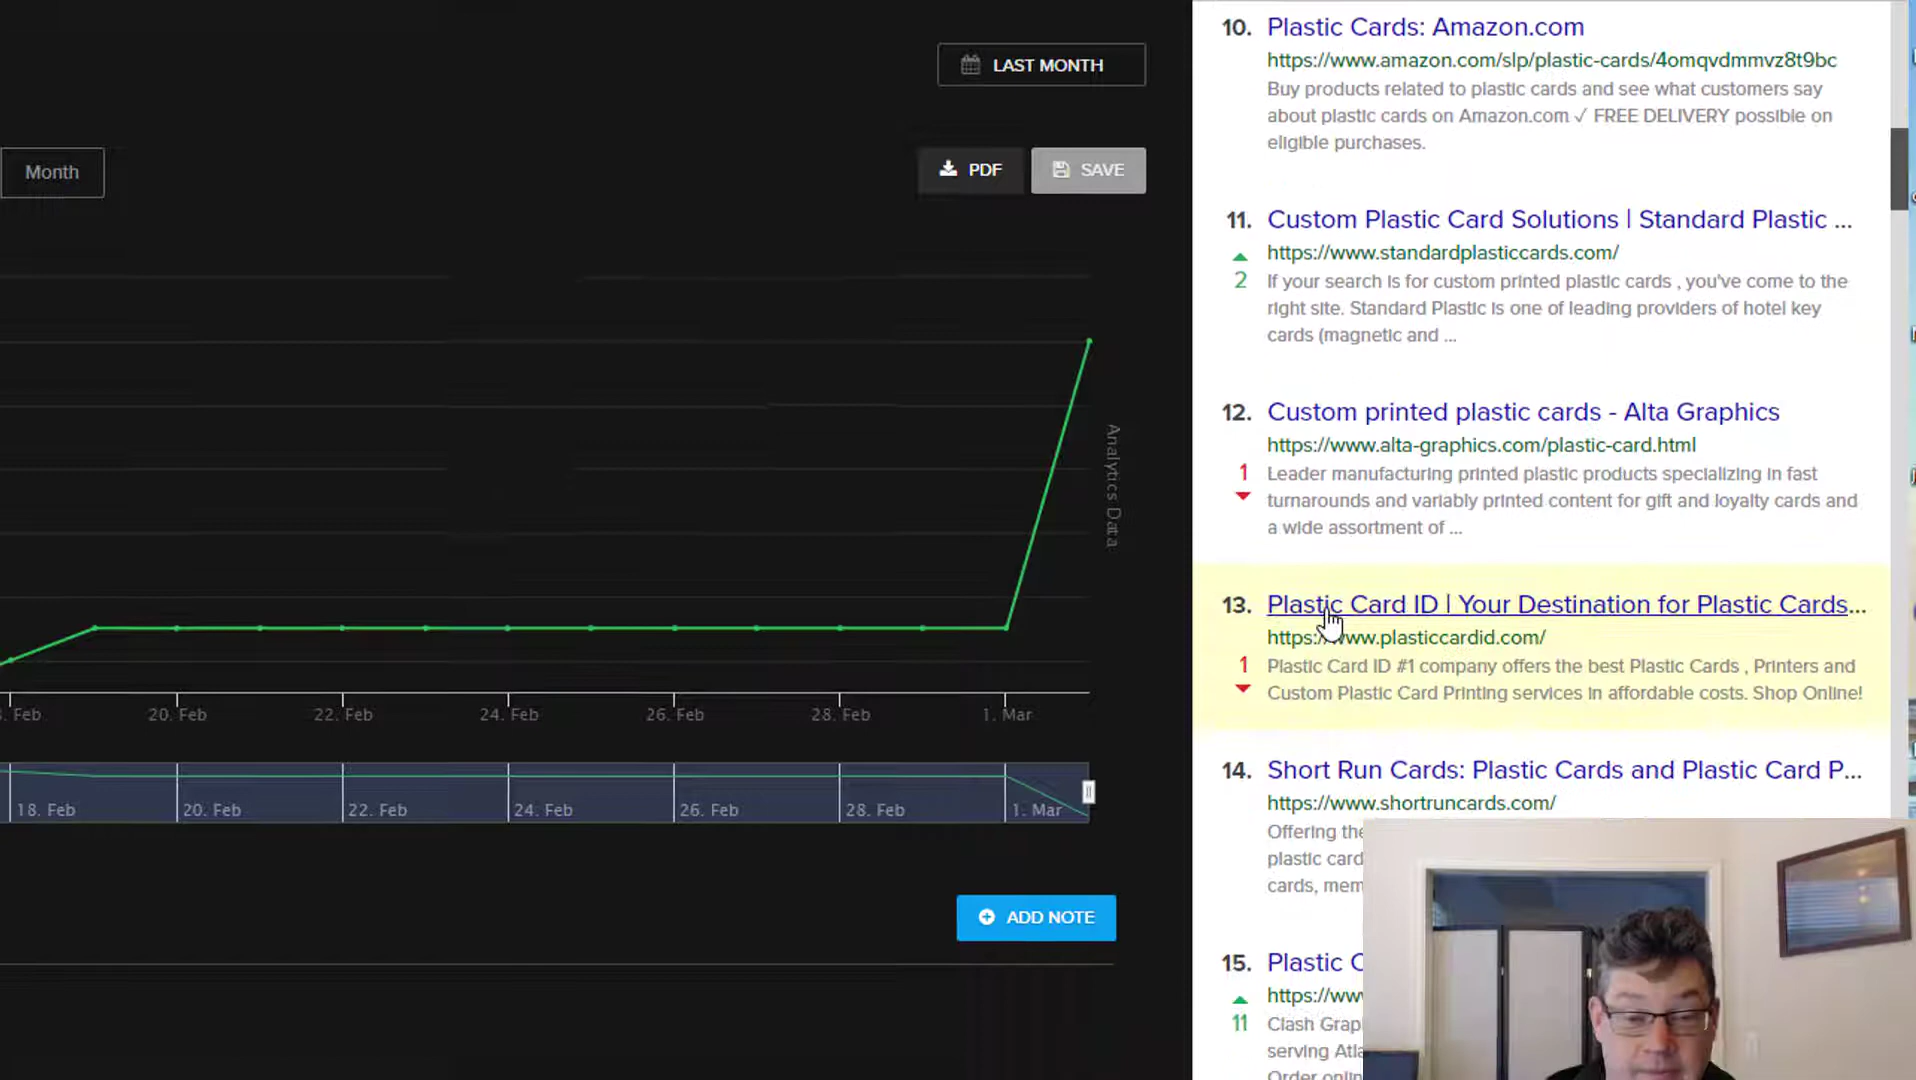 LAST MONTH
Month
PDF
SAVE
Analytics Data
Feb
20. Feb
22. Feb
24. Feb
26. Feb
28. Feb
1. Mar
18. Feb
20. Feb
22. Feb
24. Feb
26. Feb
28. Feb
1. Mar
ADD NOTE
10. Plastic Cards: Amazon.com
https://www.amazon.com/slp/plastic-cards/4omqvdmmvz8t9bc
Buy products related to plastic cards and see what customers say
about plastic cards on Amazon.com ✓ FREE DELIVERY possible on
eligible purchases.
11. Custom Plastic Card Solutions | Standard Plastic ...
https://www.standardplasticcards.com/
2 If your search is for custom printed plastic cards , you've come to the
right site. Standard Plastic is one of leading providers of hotel key
cards (magnetic and ...
12. Custom printed plastic cards - Alta Graphics
https://www.alta-graphics.com/plastic-card.html
1 Leader manufacturing printed plastic products specializing in fast
turnarounds and variably printed content for gift and loyalty cards and
a wide assortment of ...
13. Plastic Card ID | Your Destination for Plastic Cards...
https://www.plasticcardid.com/
1 Plastic Card ID #1 company offers the best Plastic Cards , Printers and
Custom Plastic Card Printing services in affordable costs. Shop Online!
14. Short Run Cards: Plastic Cards and Plastic Card P...
https://www.shortruncards.com/
Offering the
plastic card
cards, mem
15. Plastic C
https://ww
11 Clash Grap
serving Atla
Order onlin